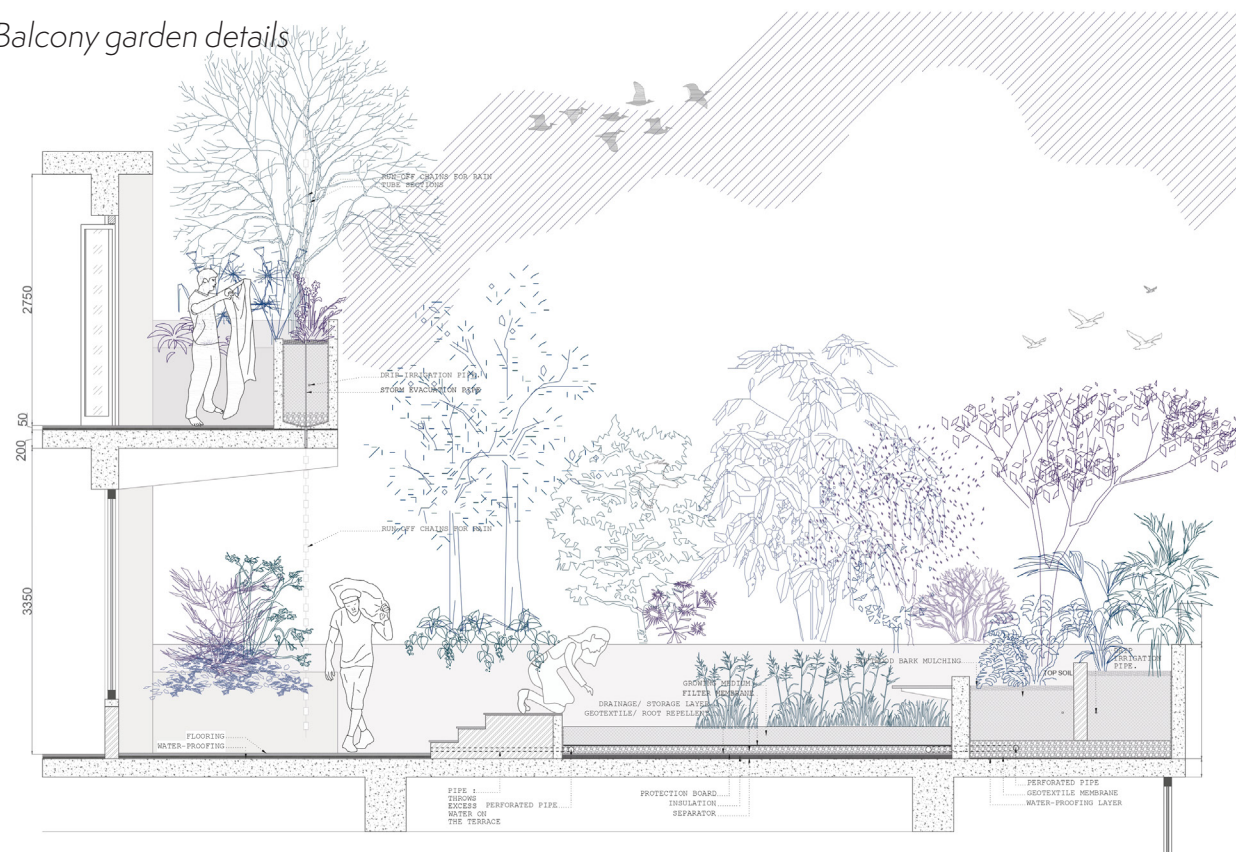 Balcony garden details
RUN-OFF CHAINS FOR RAIN
TUBE SECTIONS
2750
DRIP IRRIGATION PIPE.
STORM EVACUATION PIPE
50
200
RUN-OFF CHAINS FOR RAIN
3350
BARK MULCHING
IRRIGATION
PIPE.
TOP SOIL
GROWING MEDIUM
FILTER MEMBRANE
DRAINAGE/ STORAGE LAYER
GEOTEXTILE/ ROOT REPELLENT
FLOORING
WATER-PROOFING
PIPE :
THROWS
EXCESS
WATER ON
THE TERRACE
PERFORATED PIPE
PROTECTION BOARD
INSULATION
SEPARATOR
PERFORATED PIPE
GEOTEXTILE MEMBRANE
WATER-PROOFING LAYER